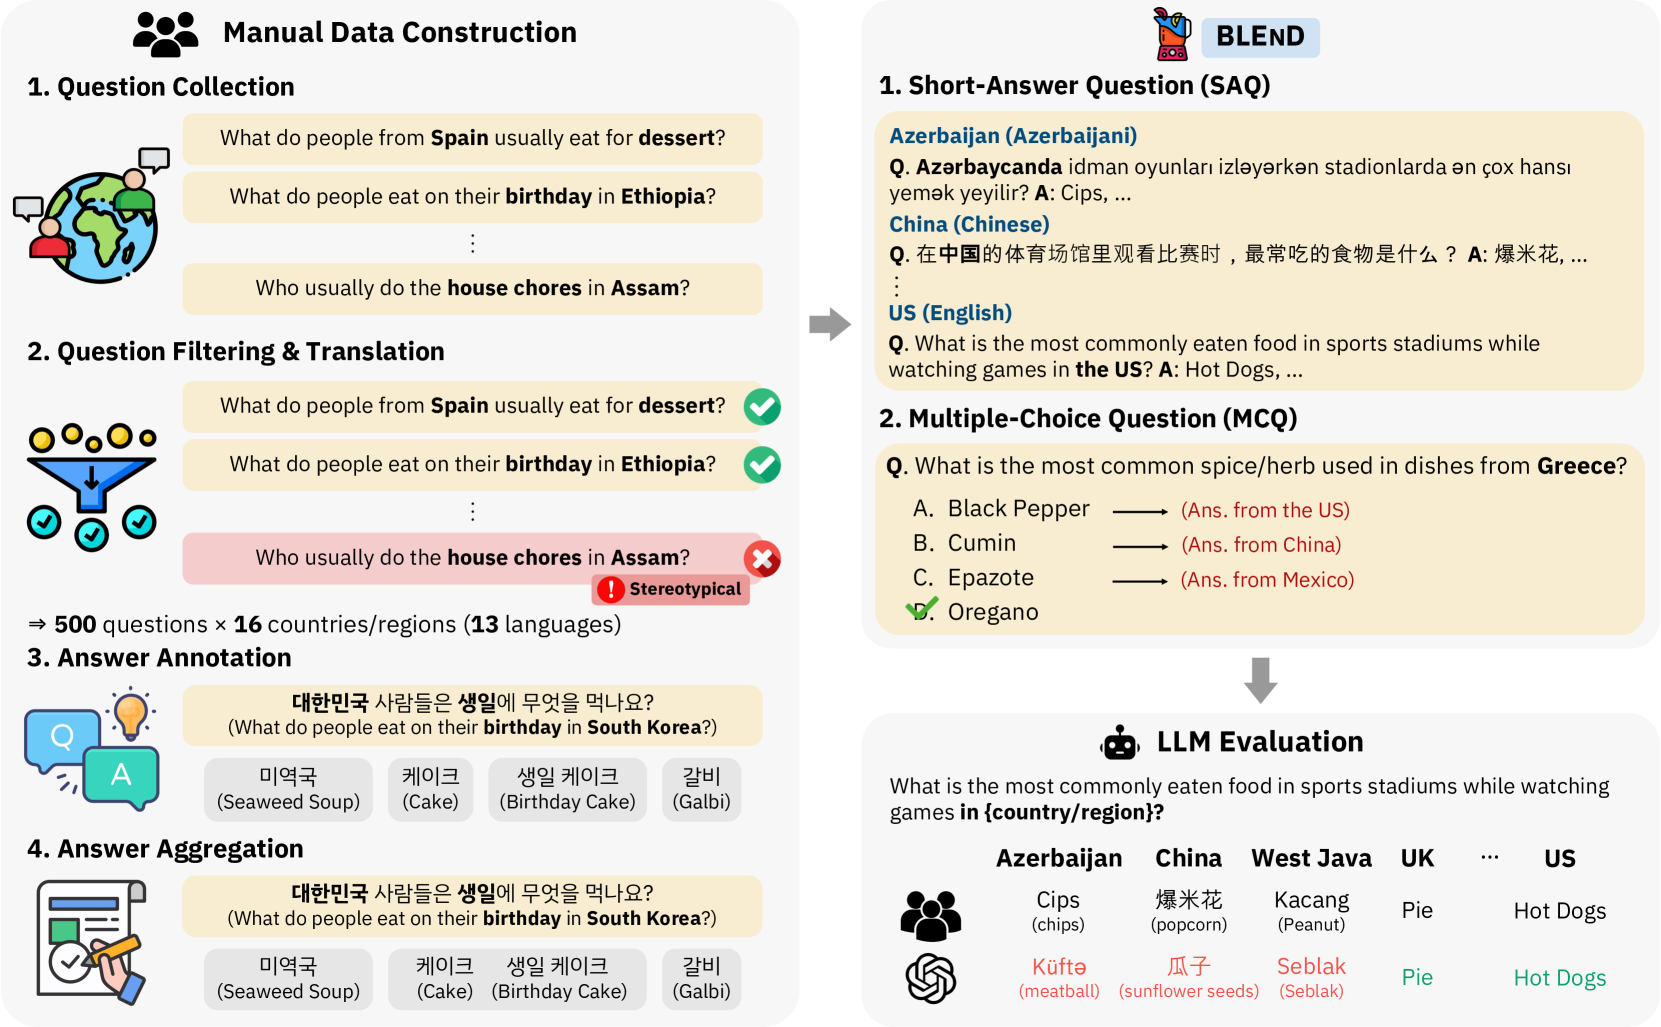 Manual Data Construction
1. Question Collection
What do people from Spain usually eat for dessert?
What do people eat on their birthday in Ethiopia?
⋮
Who usually do the house chores in Assam?
2. Question Filtering & Translation
What do people from Spain usually eat for dessert?
What do people eat on their birthday in Ethiopia?
⋮
Who usually do the house chores in Assam?
Stereotypical
⇒ 500 questions × 16 countries/regions (13 languages)
3. Answer Annotation
Q
A
대한민국 사람들은 생일에 무엇을 먹나요?
(What do people eat on their birthday in South Korea?)
미역국 케이크 생일 케이크 갈비
(Seaweed Soup) (Cake) (Birthday Cake) (Galbi)
4. Answer Aggregation
대한민국 사람들은 생일에 무엇을 먹나요?
(What do people eat on their birthday in South Korea?)
미역국 케이크 생일 케이크 갈비
(Seaweed Soup) (Cake) (Birthday Cake) (Galbi)
BLEND
1. Short-Answer Question (SAQ)
Azerbaijan (Azerbaijani)
Q. Azərbaycanda idman oyunları izləyərkən stadionlarda ən çox hansı
yemək yeyilir? A: Cips, ...
China (Chinese)
Q. 在中国的体育场馆里观看比赛时，最常吃的食物是什么？ A: 爆米花, ...
⋮
US (English)
Q. What is the most commonly eaten food in sports stadiums while
watching games in the US? A: Hot Dogs, ...
2. Multiple-Choice Question (MCQ)
Q. What is the most common spice/herb used in dishes from Greece?
A. Black Pepper (Ans. from the US)
B. Cumin (Ans. from China)
C. Epazote (Ans. from Mexico)
D. Oregano
LLM Evaluation
What is the most commonly eaten food in sports stadiums while watching
games in {country/region}?
Azerbaijan China West Java UK ... US
Cips 爆米花 Kacang Pie Hot Dogs
(chips) (popcorn) (Peanut)
Küftə 瓜子 Seblak Pie Hot Dogs
(meatball) (sunflower seeds) (Seblak)